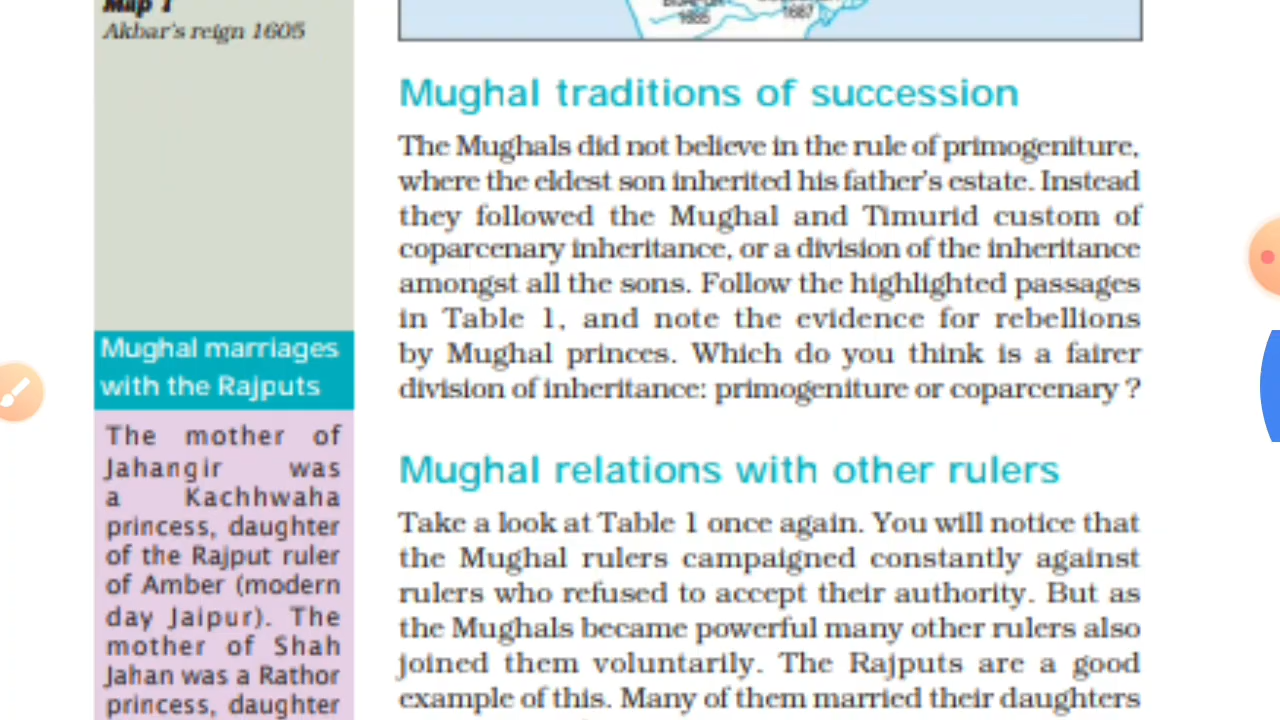 Map 1
Akbar's reign 1605
1685
1687
Mughal traditions of succession
The Mughals did not believe in the rule of primogeniture,
where the eldest son inherited his father's estate. Instead
they followed the Mughal and Timurid custom of
coparcenary inheritance, or a division of the inheritance
amongst all the sons. Follow the highlighted passages
in Table 1, and note the evidence for rebellions
by Mughal princes. Which do you think is a fairer
division of inheritance: primogeniture or coparcenary ?
Mughal marriages
with the Rajputs
The mother of
Jahangir was
a Kachhwaha
princess, daughter
of the Rajput ruler
of Amber (modern
day Jaipur). The
mother of Shah
Jahan was a Rathor
princess, daughter
Mughal relations with other rulers
Take a look at Table 1 once again. You will notice that
the Mughal rulers campaigned constantly against
rulers who refused to accept their authority. But as
the Mughals became powerful many other rulers also
joined them voluntarily. The Rajputs are a good
example of this. Many of them married their daughters